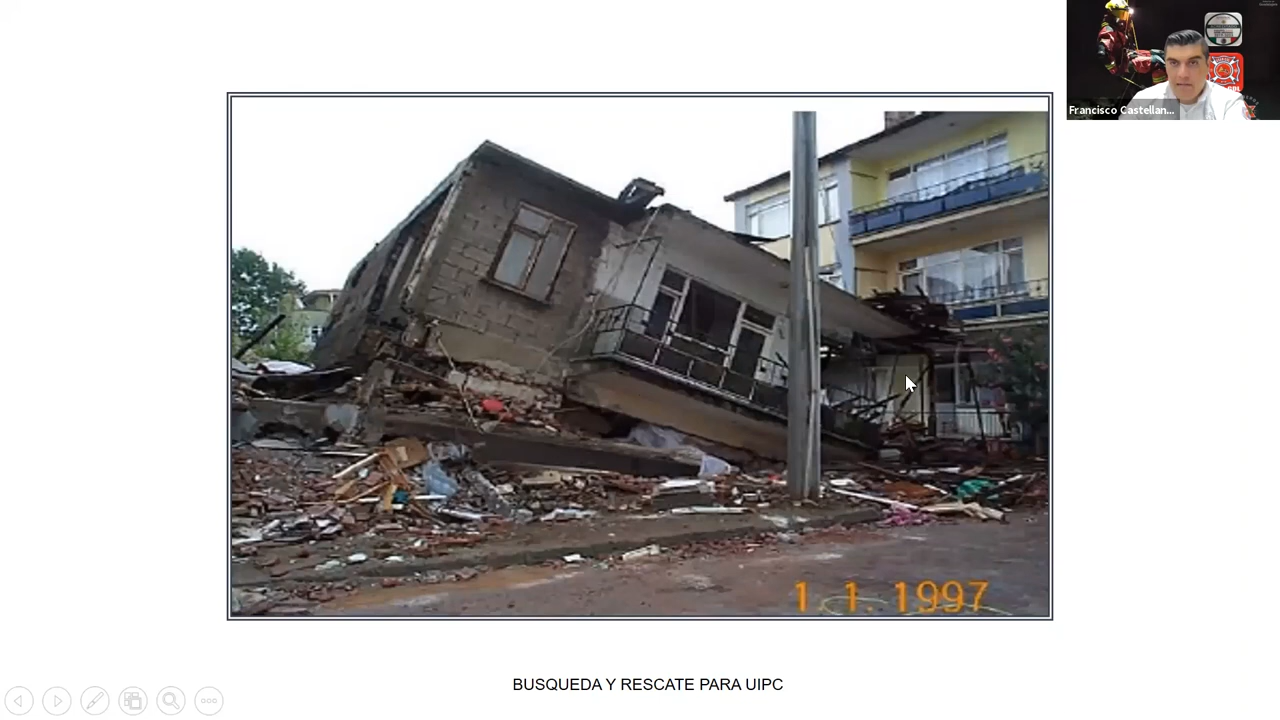 Francisco Castellan...
1. 1. 1997
BUSQUEDA Y RESCATE PARA UIPC